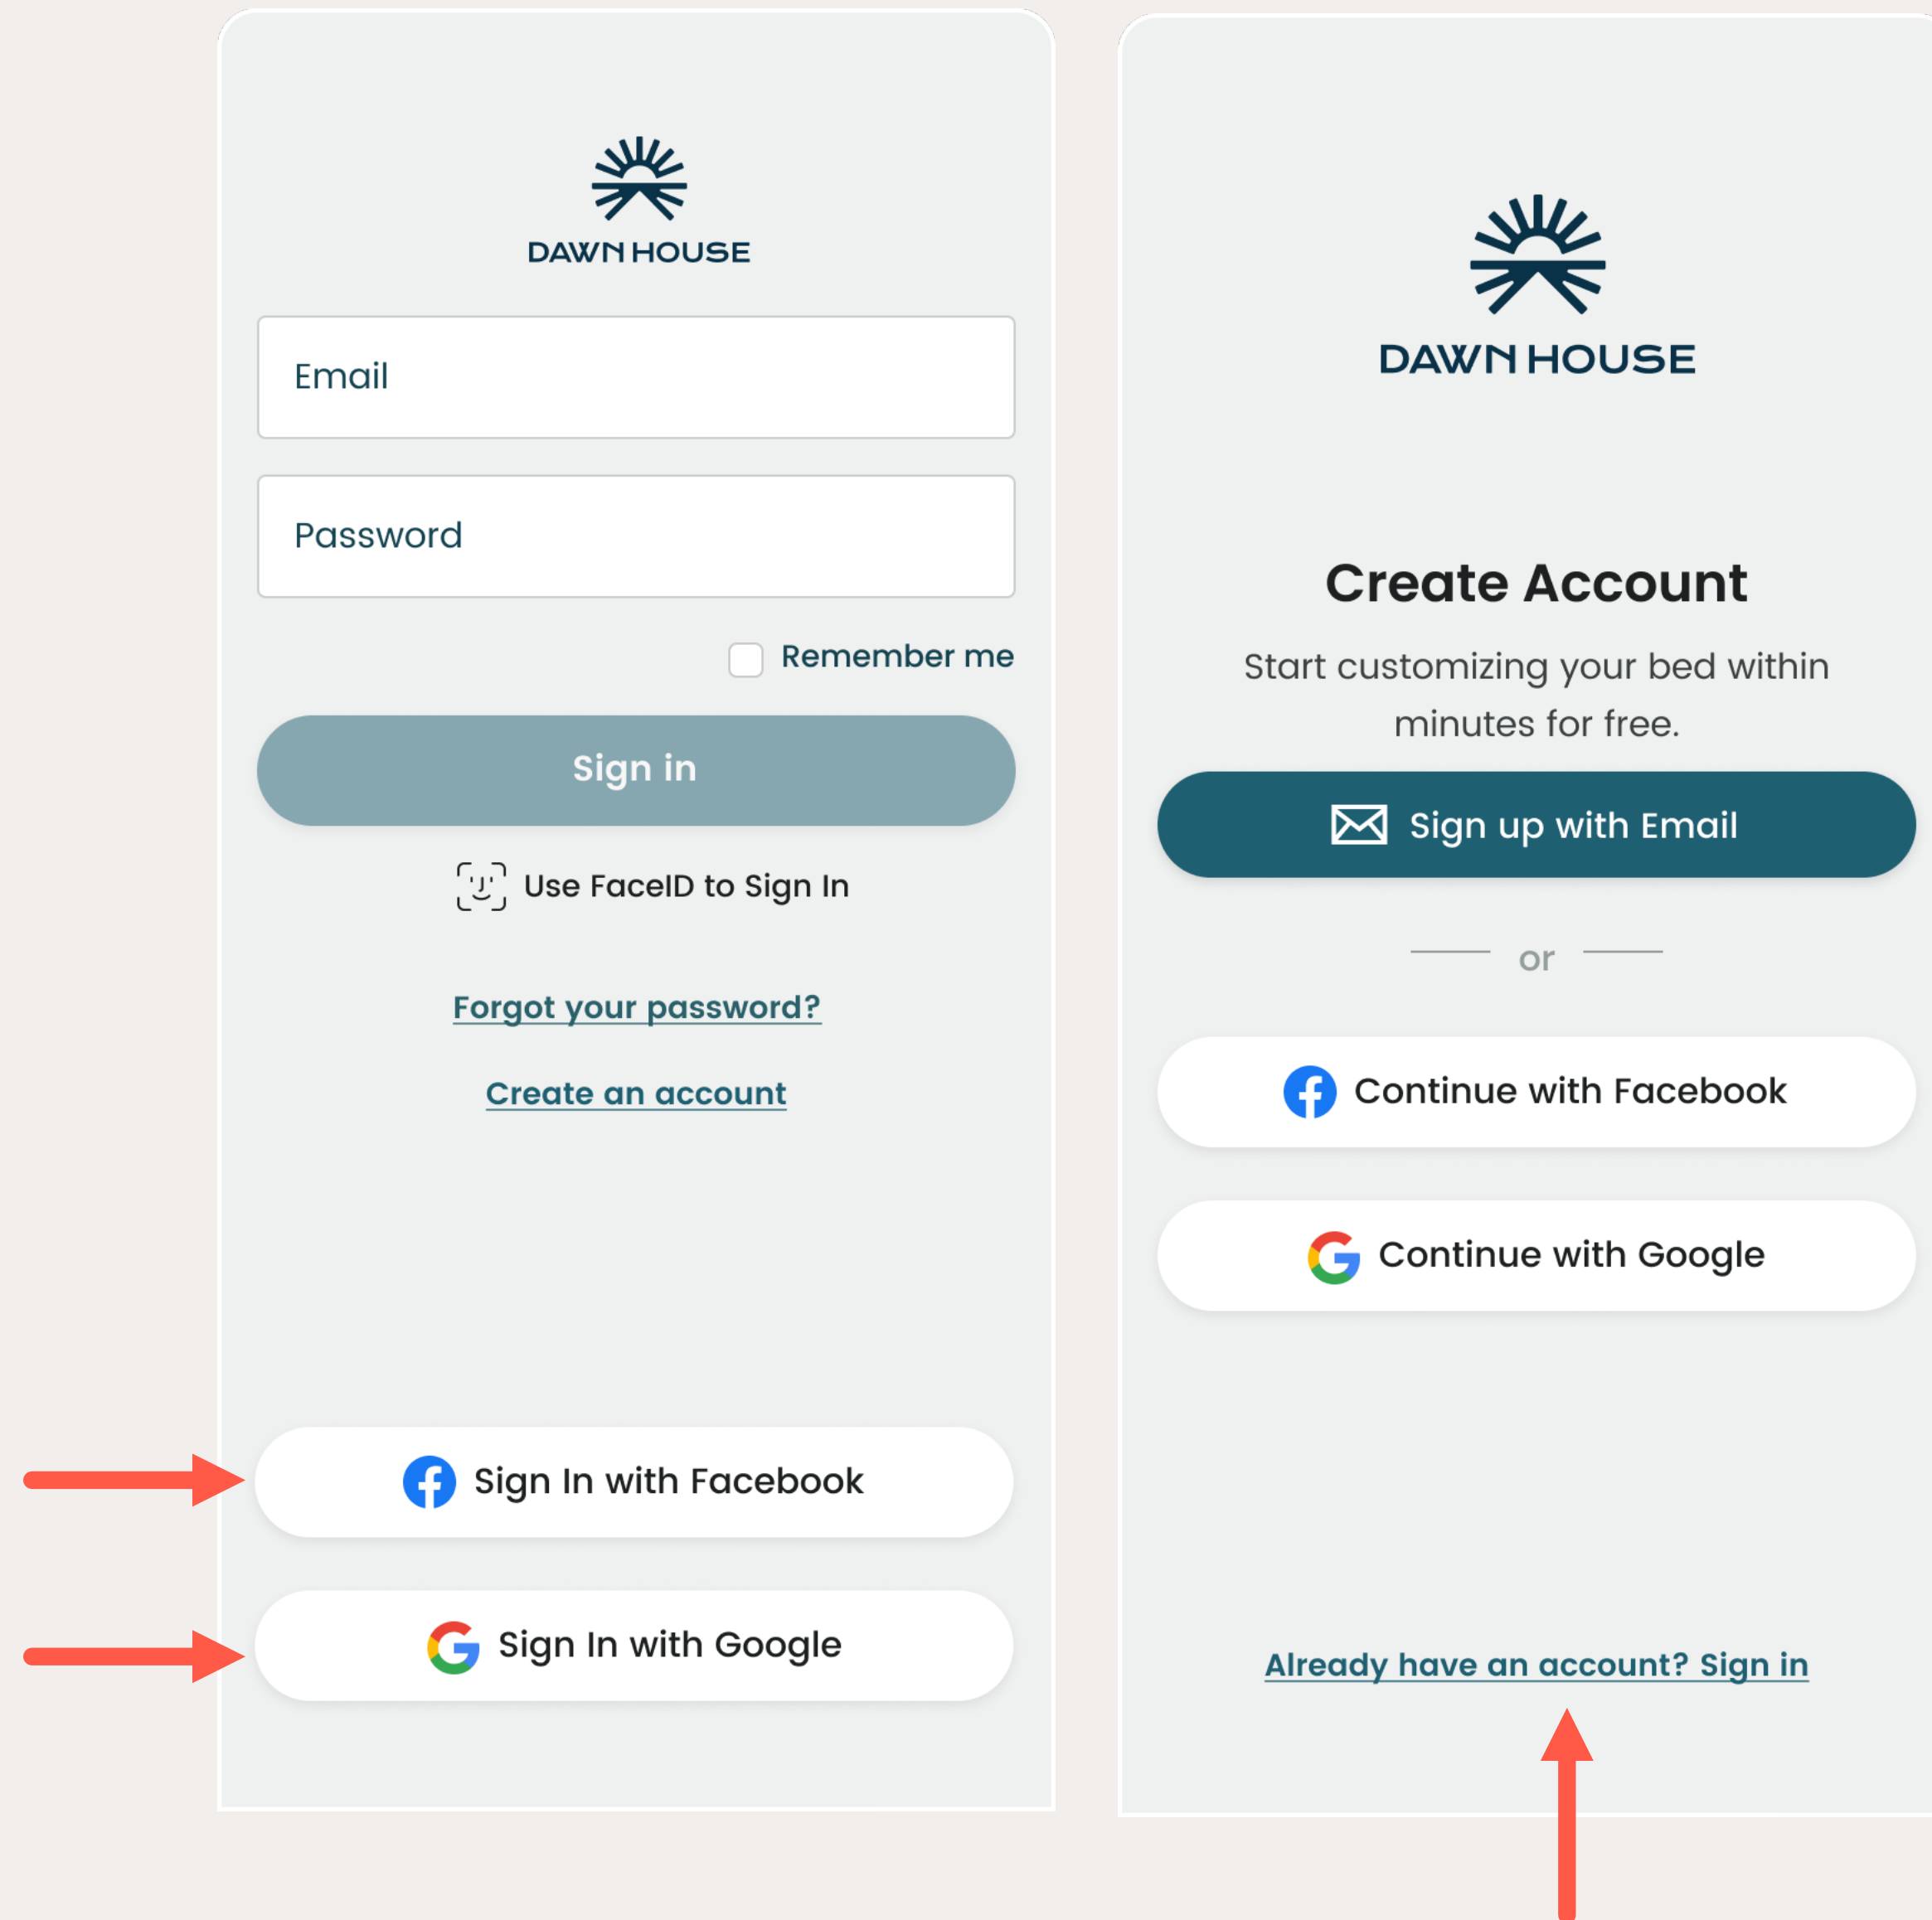 DAWN HOUSE
Email
Password
Remember me
Sign in
Use FaceID to Sign In
Forgot your password?
Create an account
Sign In with Facebook
Sign In with Google
DAWN HOUSE
Create Account
Start customizing your bed within
minutes for free.
Sign up with Email
or
Continue with Facebook
Continue with Google
Already have an account? Sign in